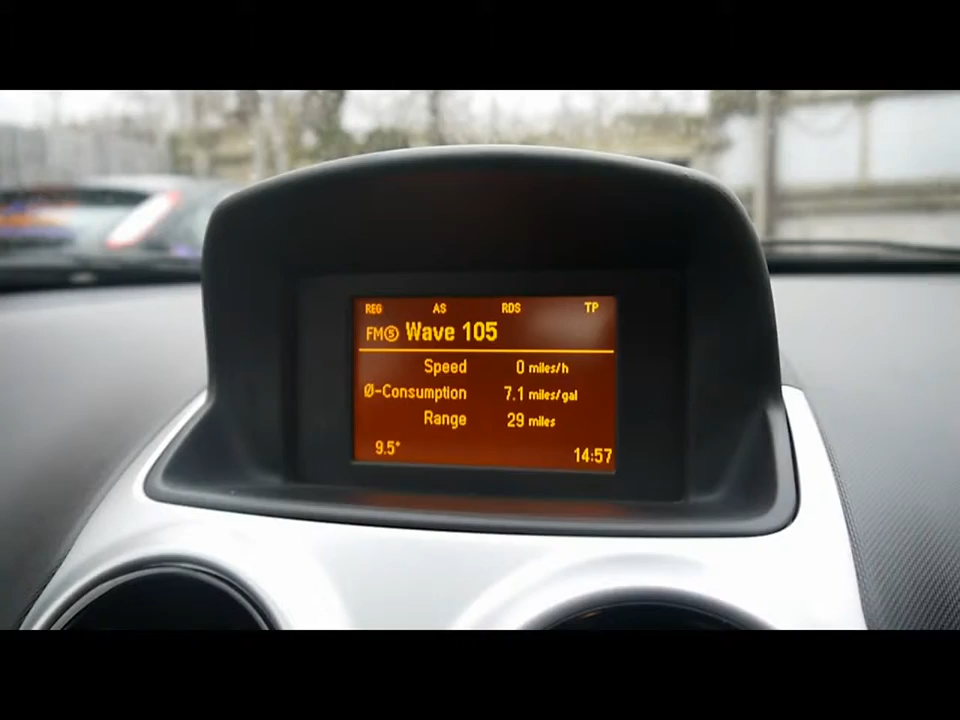 REG AS RDS TP
FM⑤ Wave 105
Speed 0 miles/h
Ø-Consumption 7.1 miles/gal
Range 29 miles
9.5° 14:57